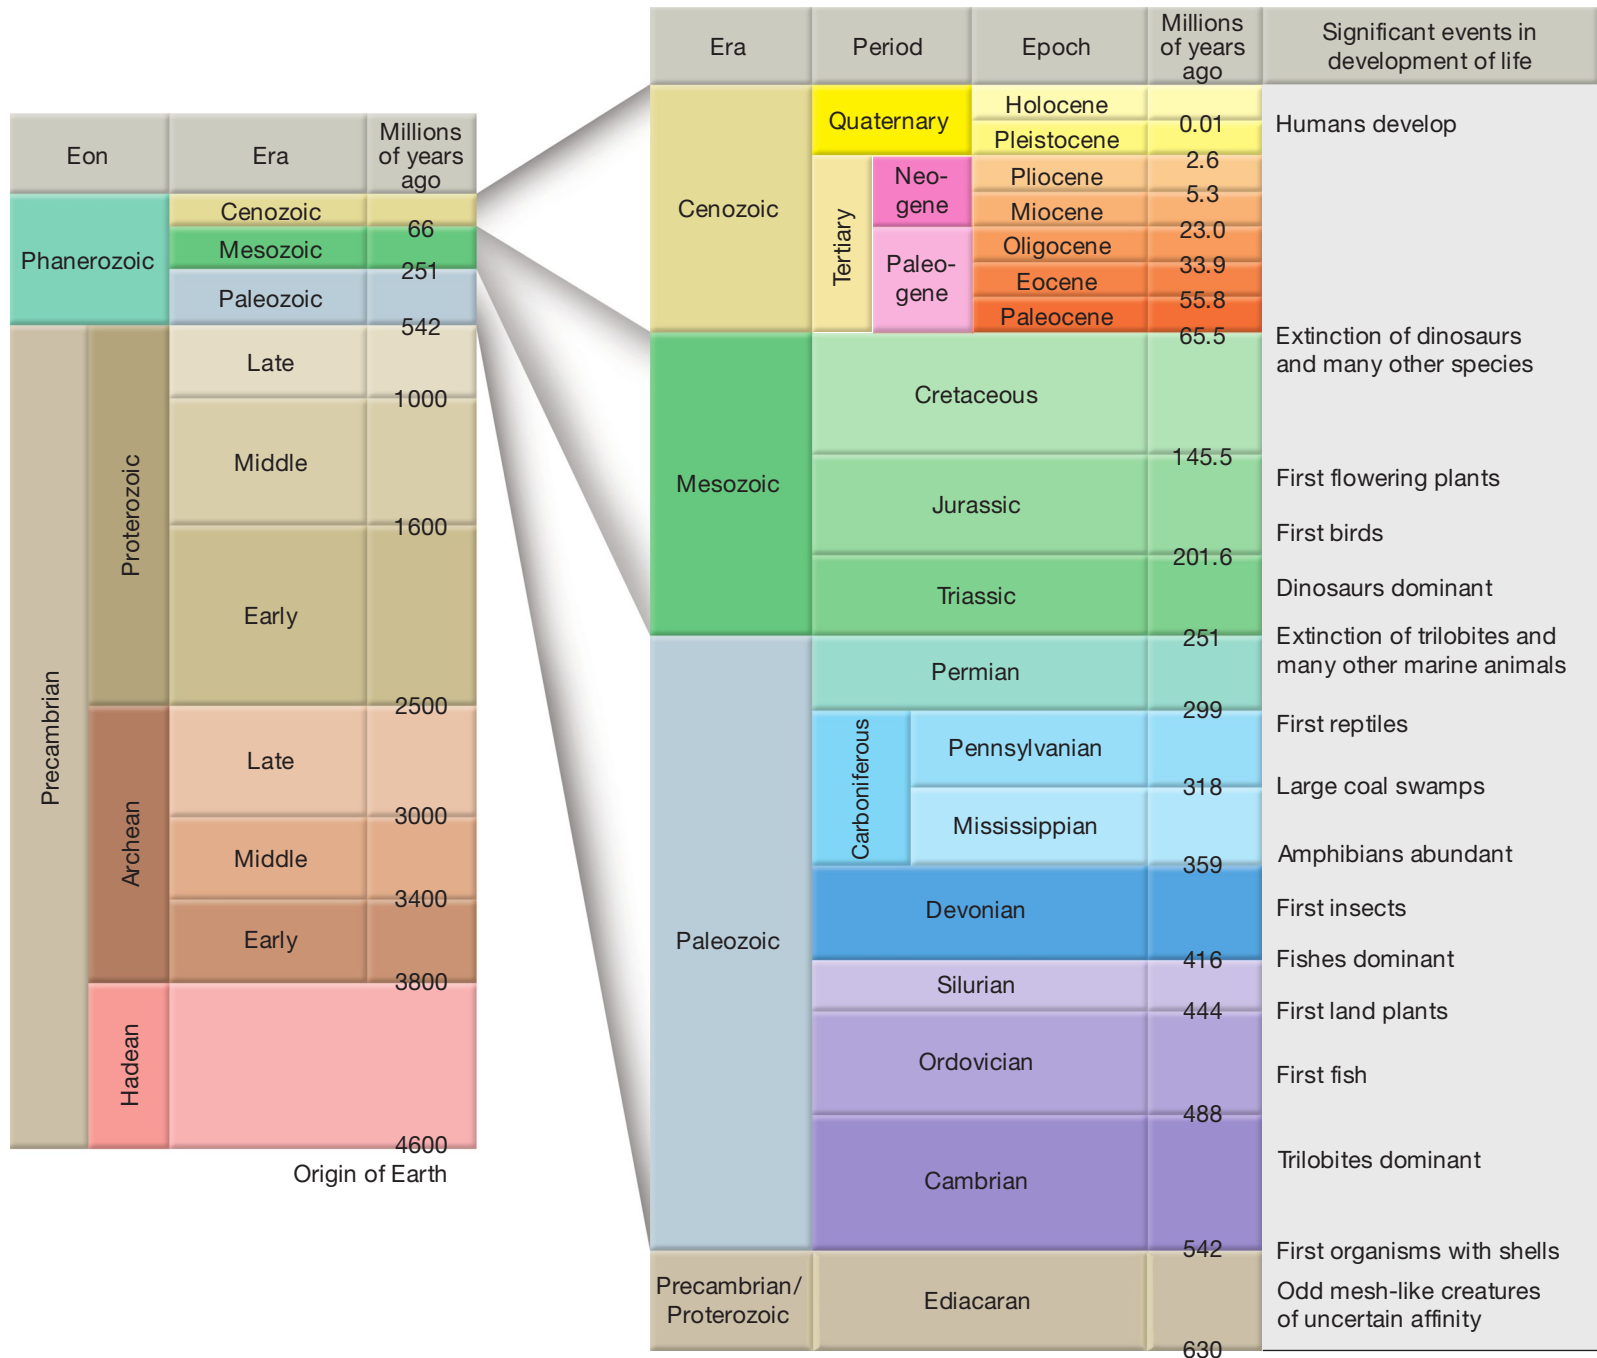 Eon
Era
Millions
of years
ago
Phanerozoic
Cenozoic
66
Mesozoic
251
Paleozoic
542
Precambrian
Proterozoic
Late
1000
Middle
1600
Early
2500
Archean
Late
3000
Middle
3400
Early
3800
Hadean
4600
Origin of Earth
Era
Period
Epoch
Millions
of years
ago
Significant events in
development of life
Cenozoic
Quaternary
Holocene
0.01
Humans develop
Pleistocene
2.6
Tertiary
Neo-
gene
Pliocene
5.3
Miocene
23.0
Paleo-
gene
Oligocene
33.9
Eocene
55.8
Paleocene
65.5
Extinction of dinosaurs
and many other species
Mesozoic
Cretaceous
145.5
First flowering plants
Jurassic
First birds
201.6
Dinosaurs dominant
Triassic
251
Extinction of trilobites and
many other marine animals
Paleozoic
Permian
299
First reptiles
Carboniferous
Pennsylvanian
318
Large coal swamps
Mississippian
Amphibians abundant
359
Devonian
First insects
416
Fishes dominant
Silurian
444
First land plants
Ordovician
First fish
488
Trilobites dominant
Cambrian
542
First organisms with shells
Precambrian/
Proterozoic
Ediacaran
Odd mesh-like creatures
of uncertain affinity
630